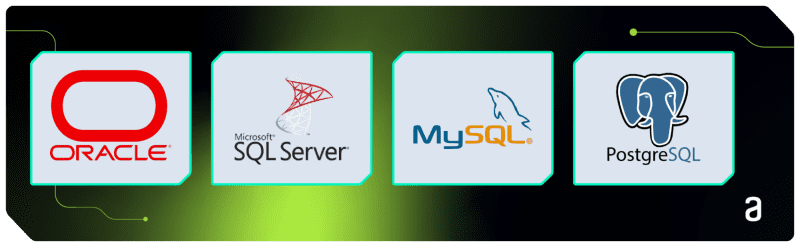 ORACLE®
Microsoft®
SQL Server®
MySQL®
PostgreSQL
a